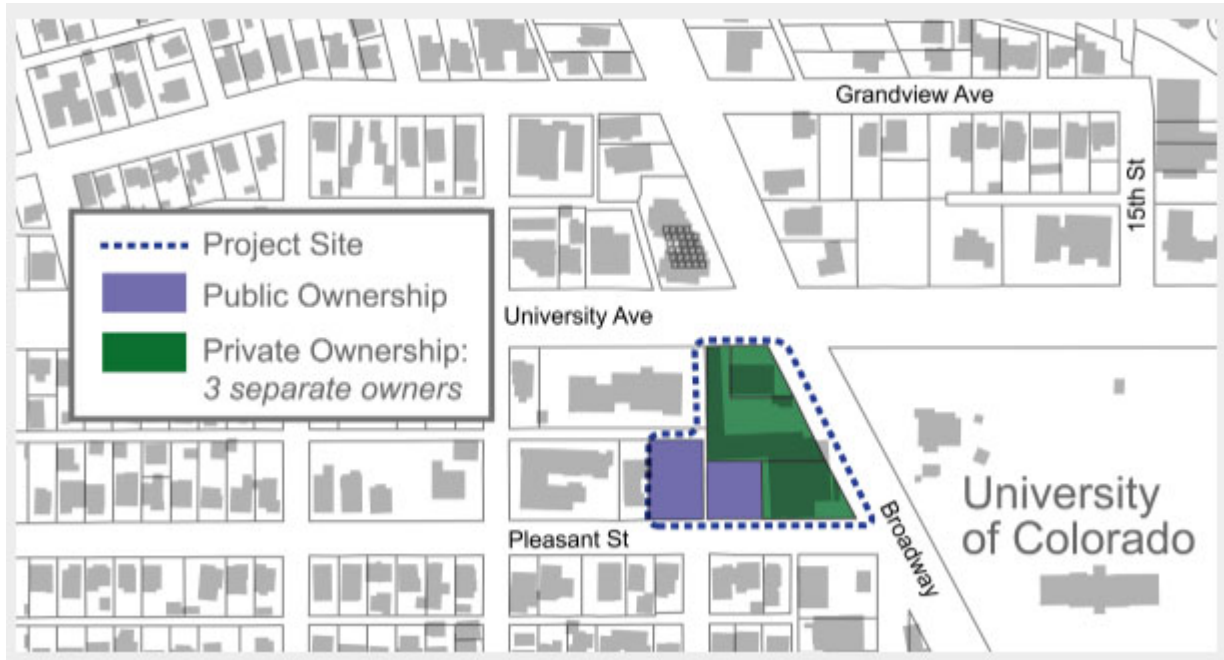 Grandview Ave
15th St
Project Site
Public Ownership
Private Ownership:
3 separate owners
University Ave
Pleasant St
Broadway
University
of Colorado